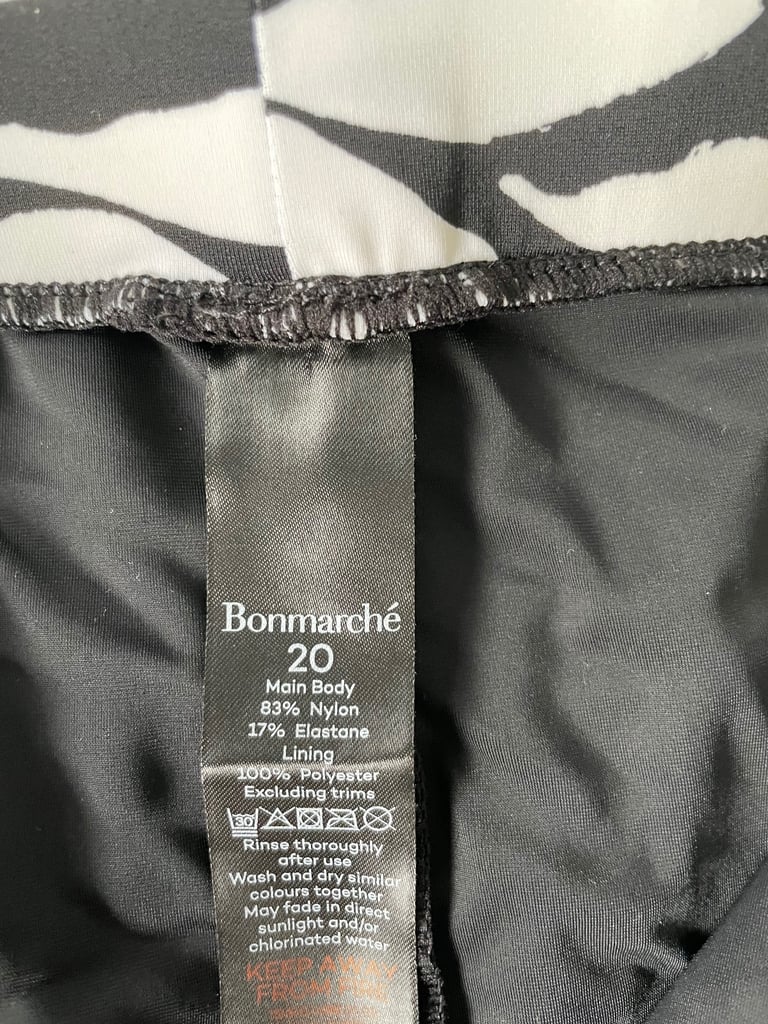 Bonmarché
20
Main Body
83% Nylon
17% Elastane
Lining
100% Polyester
Excluding trims
30
Rinse thoroughly
after use
Wash and dry similar
colours together
May fade in direct
sunlight and/or
chlorinated water
KEEP AWAY
FROM FIRE